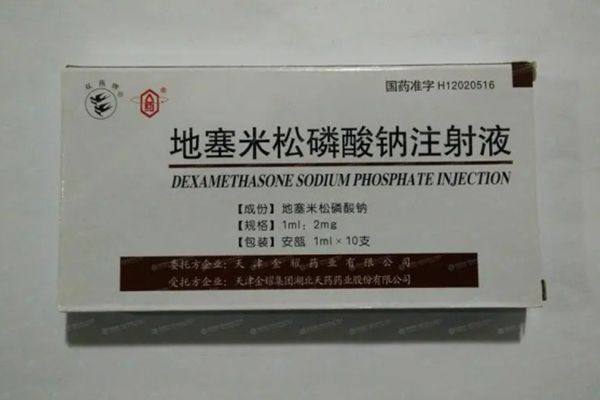 国药准字 H12020516
双燕牌
地塞米松磷酸钠注射液
DEXAMETHASONE SODIUM PHOSPHATE INJECTION
【成份】地塞米松磷酸钠
【规格】1ml：2mg
【包装】安瓿 1ml×10支
委托方企业：天津金耀药业有限公司
受托方企业：天津金耀集团湖北天药药业股份有限公司